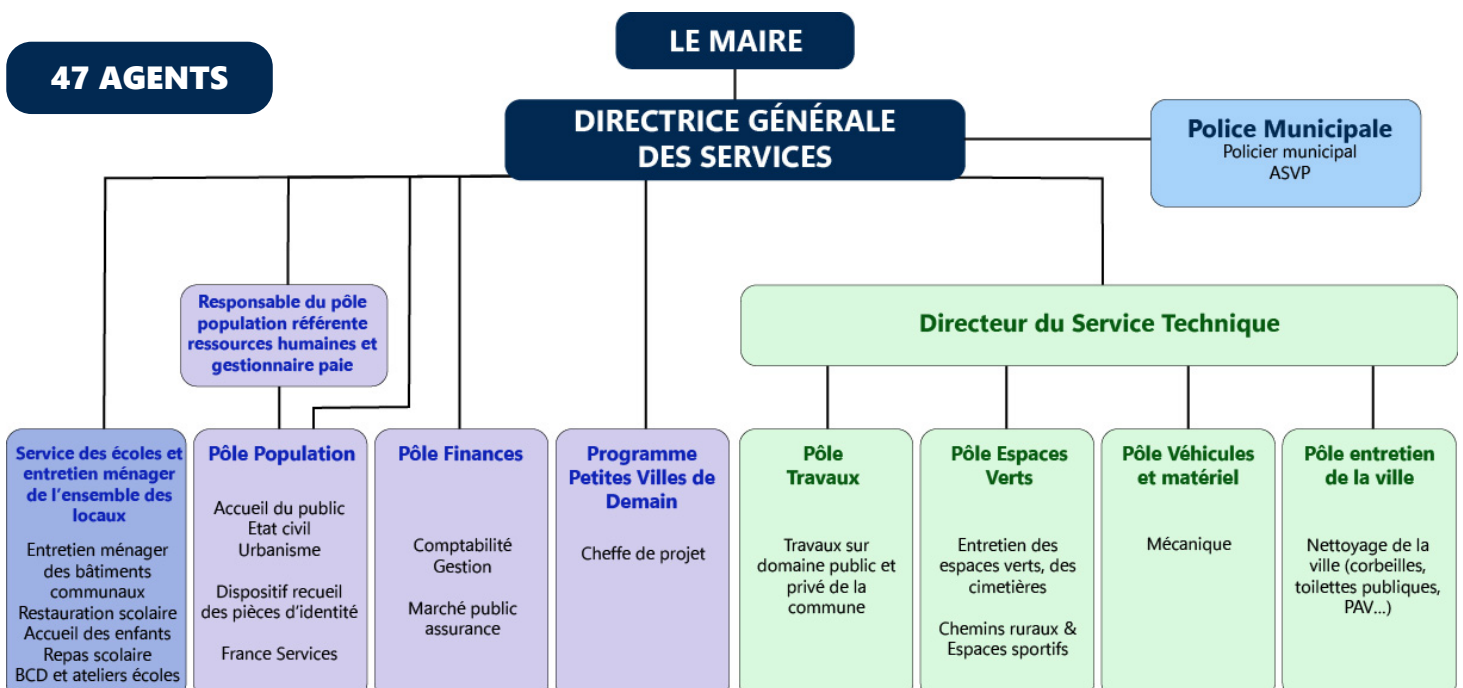 LE MAIRE
47 AGENTS
DIRECTRICE GÉNÉRALE
DES SERVICES
Police Municipale
Policier municipal
ASVP
Responsable du pôle
population référente
ressources humaines et
gestionnaire paie
Directeur du Service Technique
Service des écoles et
entretien ménager
de l'ensemble des
locaux
Entretien ménager
des bâtiments
communaux
Restauration scolaire
Accueil des enfants
Repas scolaire
BCD et ateliers écoles
Pôle Population
Accueil du public
Etat civil
Urbanisme
Dispositif recueil
des pièces d'identité
France Services
Pôle Finances
Comptabilité
Gestion
Marché public
assurance
Programme
Petites Villes de
Demain
Cheffe de projet
Pôle
Travaux
Travaux sur
domaine public et
privé de la
commune
Pôle Espaces
Verts
Entretien des
espaces verts, des
cimetières
Chemins ruraux &
Espaces sportifs
Pôle Véhicules
et matériel
Mécanique
Pôle entretien
de la ville
Nettoyage de la
ville (corbeilles,
toilettes publiques,
PAV...)